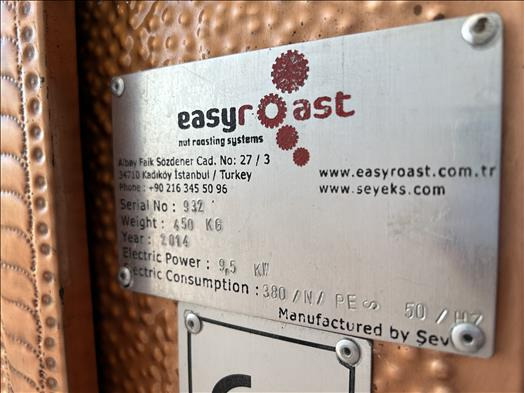 easyroast
nut roasting systems
Albay Faik Sözdener Cad. No: 27 / 3
34710 Kadıköy İstanbul / Turkey
Phone : +90 216 345 50 96
www.easyroast.com.tr
www.seyeks.com
Serial No : 932
Weight : 450 KG
Year : 2014
Electric Power : 9,5 KW
Electric Consumption : 380 /N/ PE ∾ 50 / HZ
Manufactured by Sev